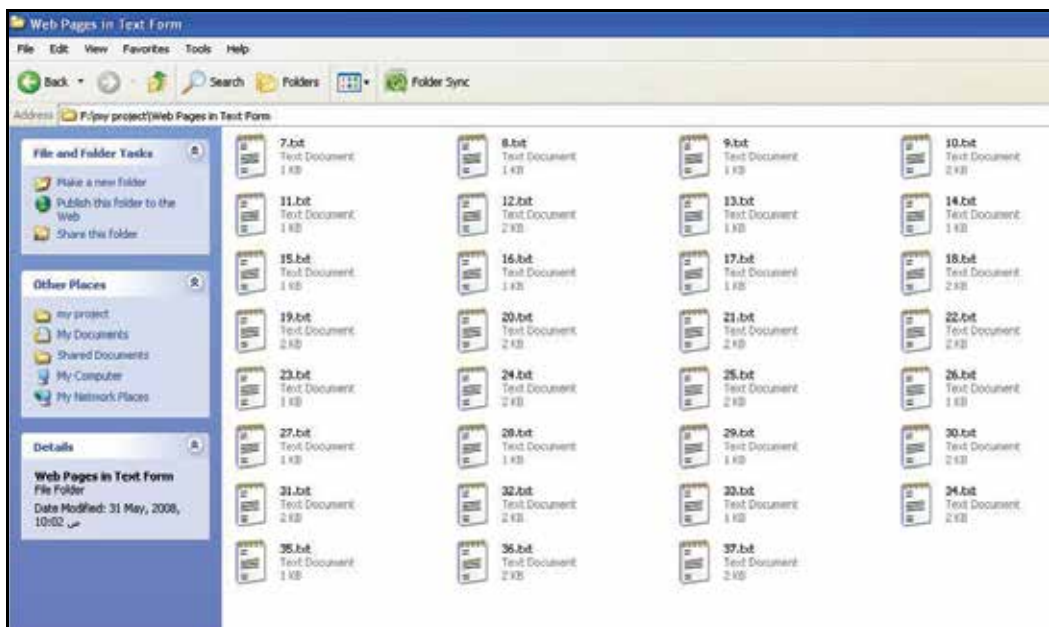 Web Pages in Text Form
File Edit View Favorites Tools Help
Back Search Folders Folder Sync
Address F:\my project\Web Pages in Text Form
File and Folder Tasks
Make a new folder
Publish this folder to the
Web
Share this folder
Other Places
my project
My Documents
Shared Documents
My Computer
My Network Places
Details
Web Pages in Text Form
File Folder
Date Modified: 31 May, 2008,
10:02 ص
7.txt 8.txt 9.txt 10.txt
Text Document Text Document Text Document Text Document
1 KB 1 KB 1 KB 2 KB
11.txt 12.txt 13.txt 14.txt
Text Document Text Document Text Document Text Document
1 KB 2 KB 1 KB 1 KB
15.txt 16.txt 17.txt 18.txt
Text Document Text Document Text Document Text Document
1 KB 1 KB 1 KB 2 KB
19.txt 20.txt 21.txt 22.txt
Text Document Text Document Text Document Text Document
2 KB 2 KB 2 KB 2 KB
23.txt 24.txt 25.txt 26.txt
Text Document Text Document Text Document Text Document
1 KB 2 KB 2 KB 1 KB
27.txt 28.txt 29.txt 30.txt
Text Document Text Document Text Document Text Document
1 KB 1 KB 1 KB 2 KB
31.txt 32.txt 33.txt 34.txt
Text Document Text Document Text Document Text Document
2 KB 2 KB 1 KB 2 KB
35.txt 36.txt 37.txt
Text Document Text Document Text Document
1 KB 2 KB 2 KB